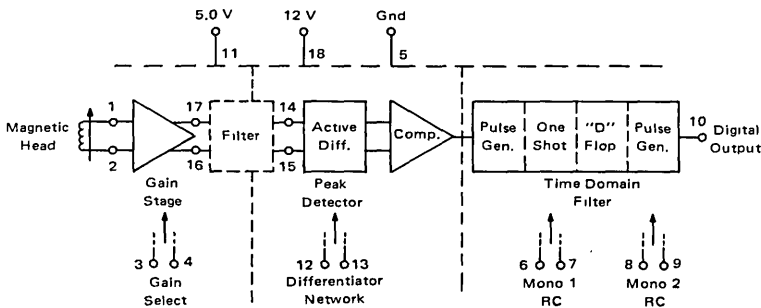 5.0 V 12 V Gnd
11 18 5
1 17 14 10
Magnetic Head
Filter
Active Diff.
Comp.
Pulse Gen.
One Shot
"D" Flop
Pulse Gen.
Digital Output
2 16 15
Gain Stage
Peak Detector
Time Domain Filter
3 4 12 13 6 7 8 9
Gain Select
Differentiator Network
Mono 1 RC
Mono 2 RC